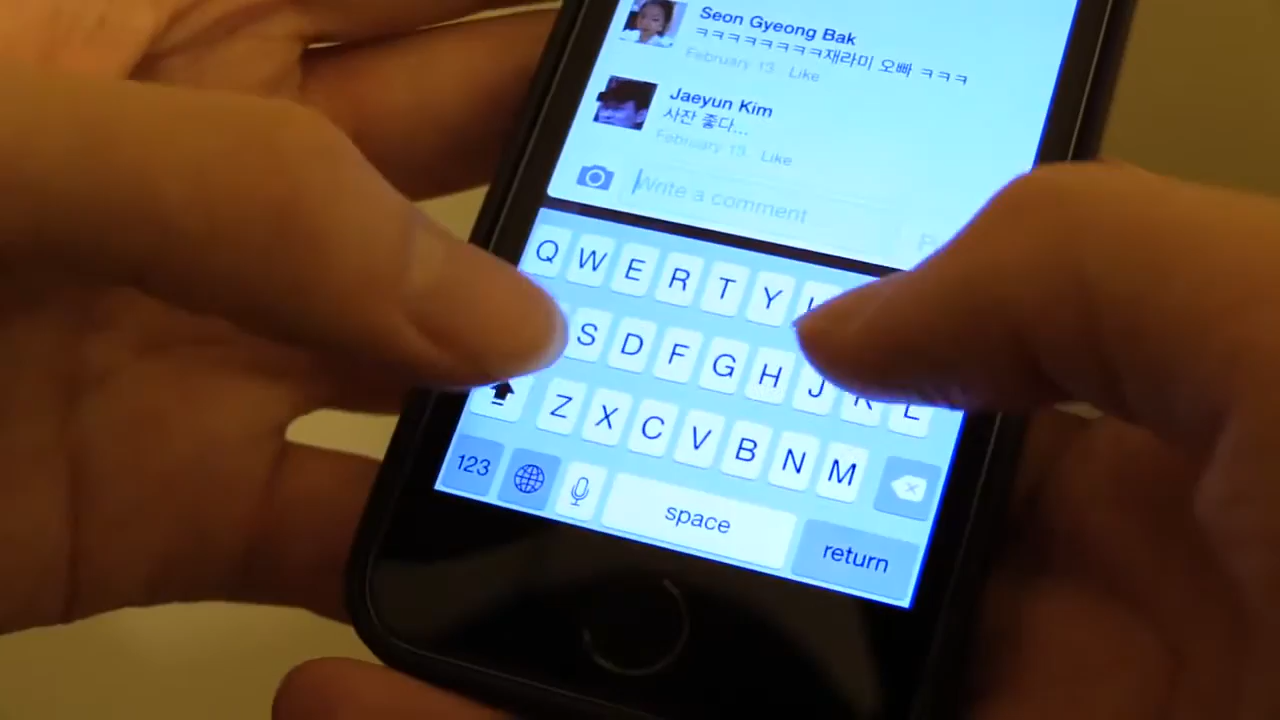 Seon Gyeong Bak
ㅋㅋㅋㅋㅋㅋㅋㅋ재라미 오빠 ㅋㅋㅋ
February 13 Like
Jaeyun Kim
사잔 좋다...
February 13 Like
Write a comment
Q W E R T Y
S D F G H J K L
Z X C V B N M
123 space return